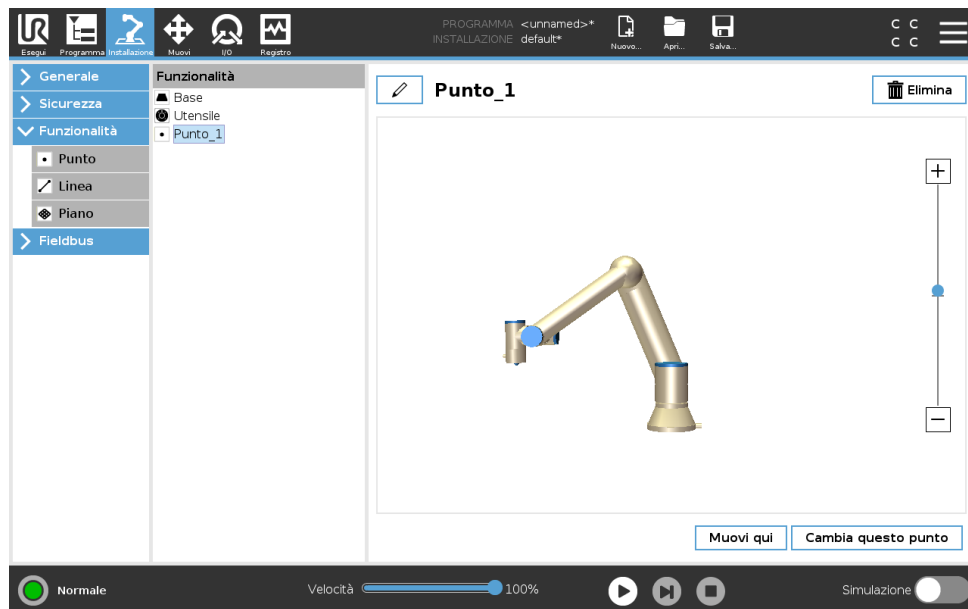 PROGRAMMA <unnamed>*
INSTALLAZIONE default*
C C
C C
Esegui Programma Installazione Muovi I/O Registro Nuovo... Apri... Salva...
Generale
Sicurezza
Funzionalità
Punto
Linea
Piano
Fieldbus
Funzionalità
Base
Utensile
Punto_1
Punto_1
Elimina
Muovi qui
Cambia questo punto
Normale
Velocità
100%
Simulazione